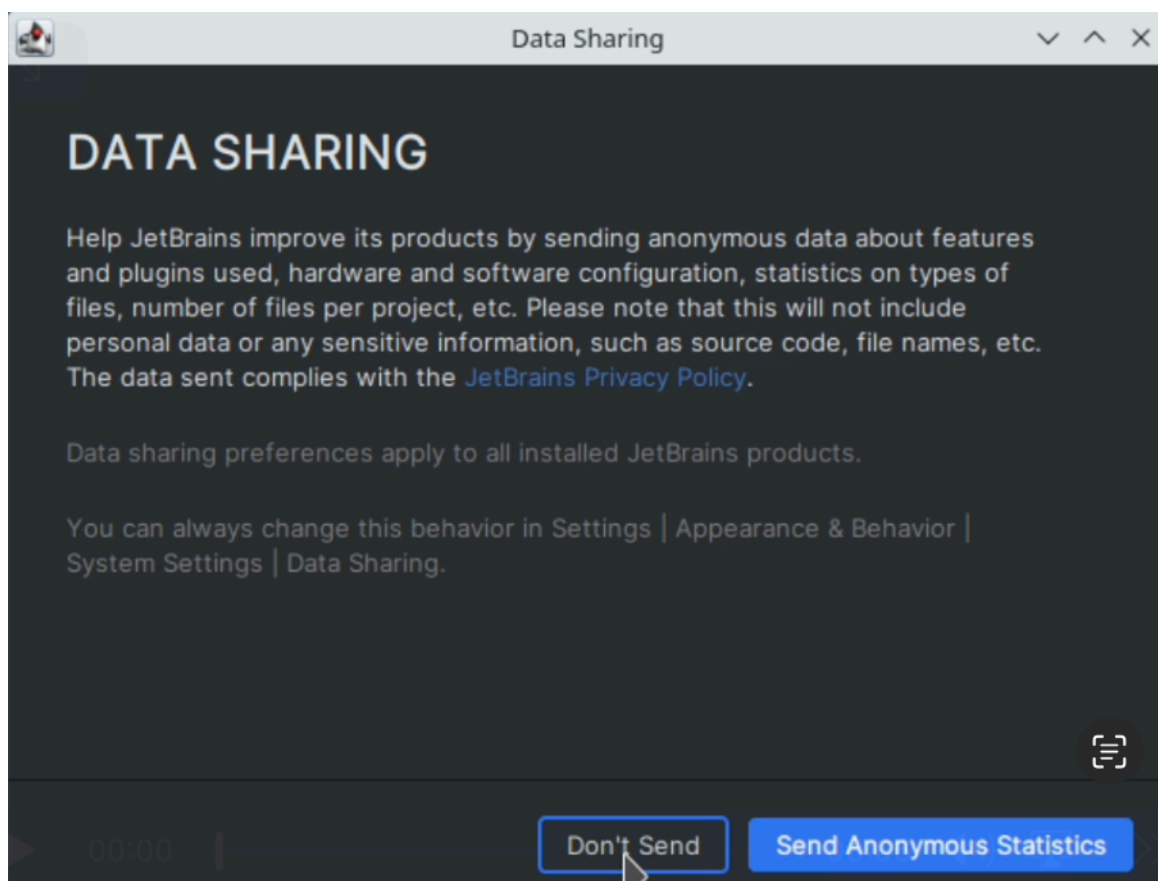 Data Sharing
DATA SHARING
Help JetBrains improve its products by sending anonymous data about features
and plugins used, hardware and software configuration, statistics on types of
files, number of files per project, etc. Please note that this will not include
personal data or any sensitive information, such as source code, file names, etc.
The data sent complies with the JetBrains Privacy Policy.
Data sharing preferences apply to all installed JetBrains products.
You can always change this behavior in Settings | Appearance & Behavior |
System Settings | Data Sharing.
00:00
Don't Send
Send Anonymous Statistics